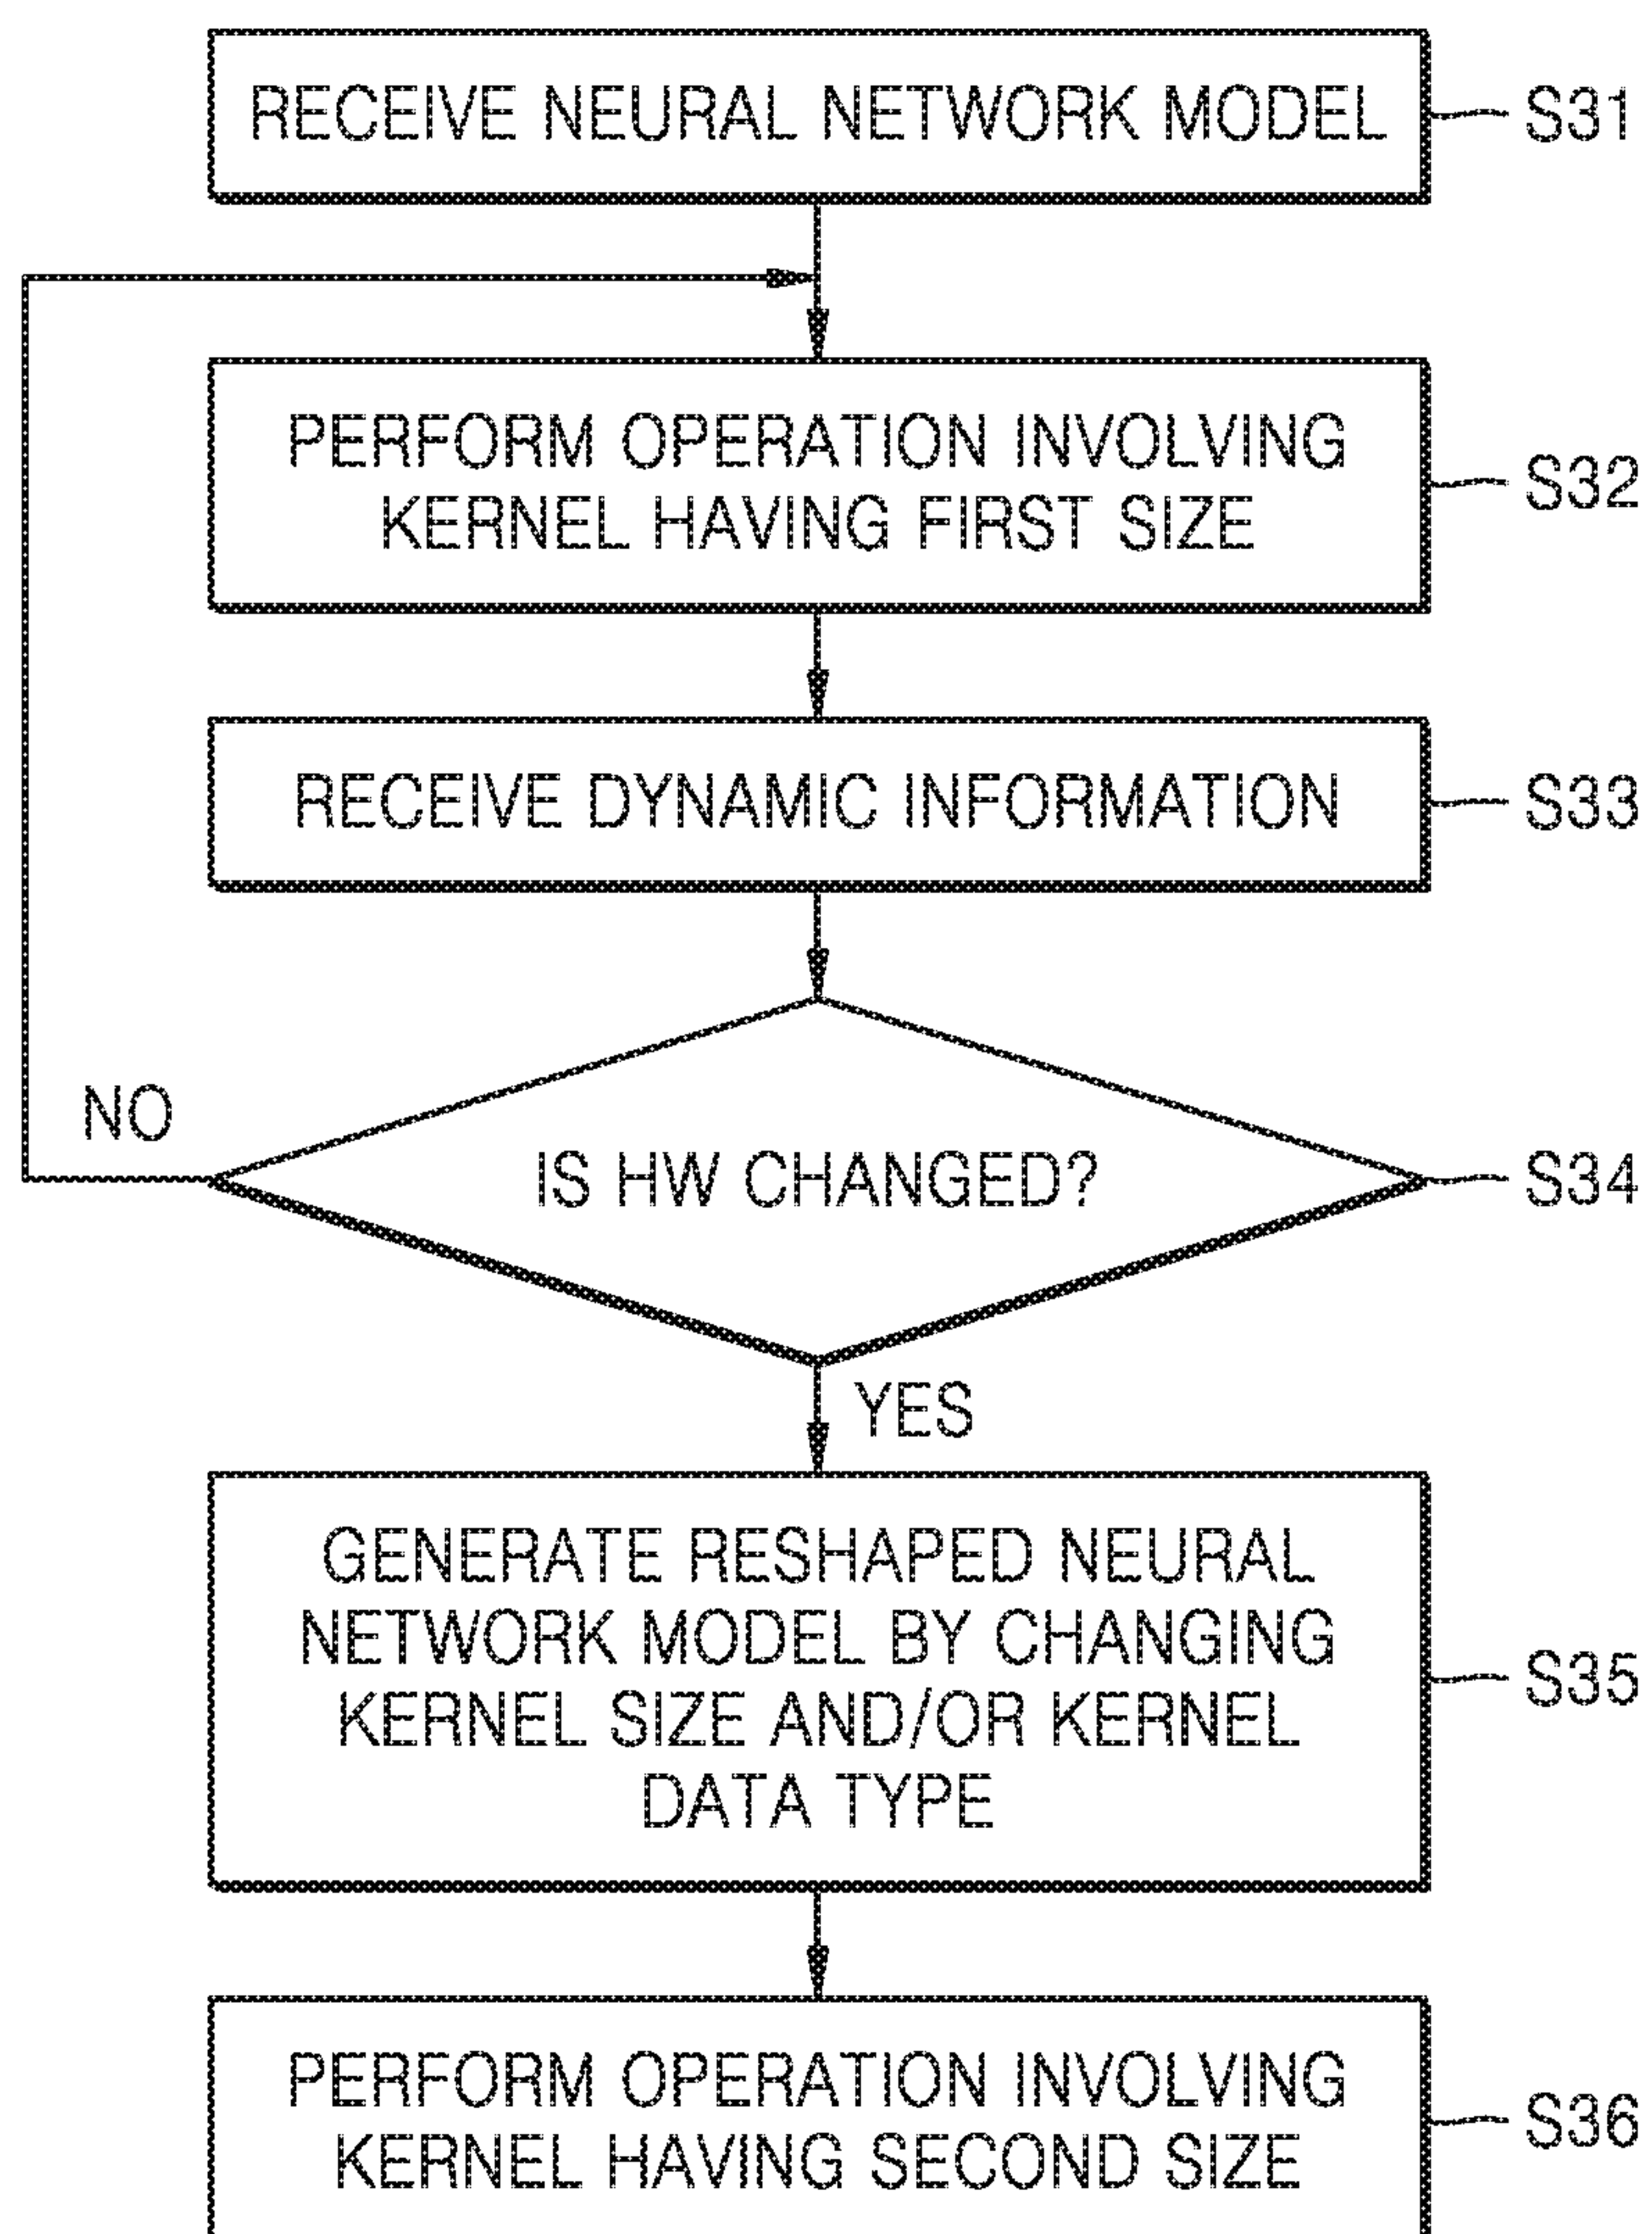 RECEIVE NEURAL NETWORK MODEL
S31
PERFORM OPERATION INVOLVING
KERNEL HAVING FIRST SIZE
S32
RECEIVE DYNAMIC INFORMATION
S33
NO
IS HW CHANGED?
S34
YES
GENERATE RESHAPED NEURAL
NETWORK MODEL BY CHANGING
KERNEL SIZE AND/OR KERNEL
DATA TYPE
S35
PERFORM OPERATION INVOLVING
KERNEL HAVING SECOND SIZE
S36